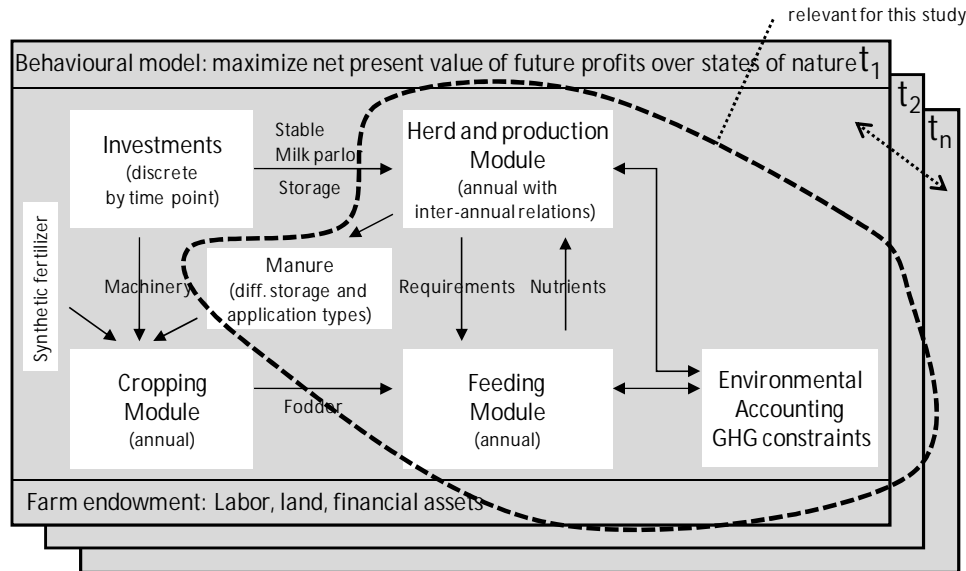 relevant for this study
Behavioural model: maximize net present value of future profits over states of nature t1
t2
tn
Investments
(discrete
by time point)
Stable
Milk parlo
Storage
Herd and production
Module
(annual with
inter-annual relations)
Synthetic fertilizer
Machinery
Manure
(diff. storage and
application types)
Requirements
Nutrients
Cropping
Module
(annual)
Fodder
Feeding
Module
(annual)
Environmental
Accounting
GHG constraints
Farm endowment: Labor, land, financial assets